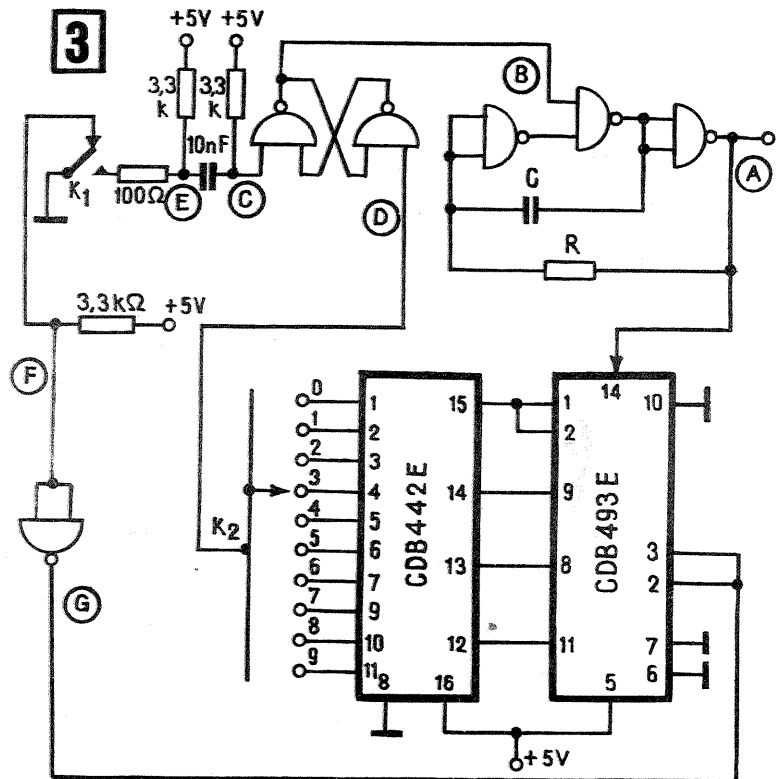 3
+5V +5V
3,3 k
3,3 k
B
10nF
K1
100Ω
E
C
D
C
A
R
3,3kΩ +5V
F
0 1 15 1 14 10
1 2 2
2 3
3 4 14 9
4 5
K2
5 6 13 8 3
6 7 2
7 9
8 10 12 11 7
9 11 6
8 16 5
CDB442E
CDB493E
G
+5V